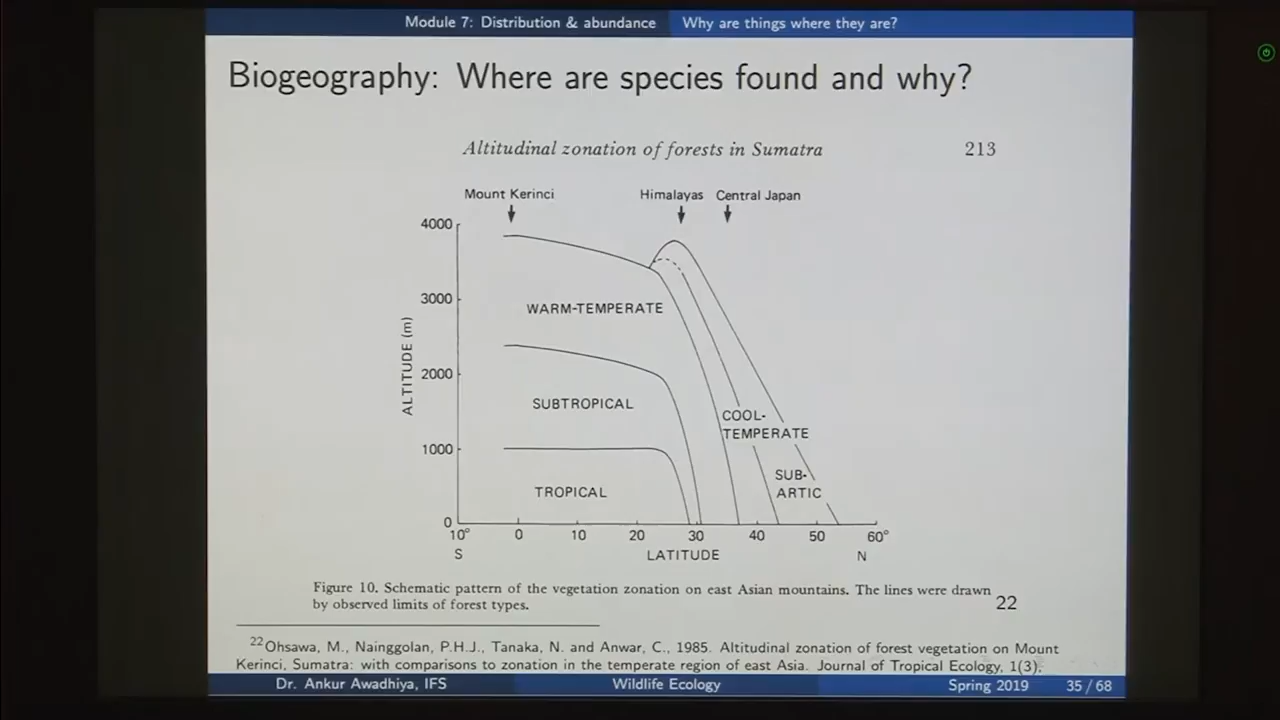 Module 7: Distribution & abundance Why are things where they are?
Biogeography: Where are species found and why?
Altitudinal zonation of forests in Sumatra 213
Mount Kerinci Himalayas Central Japan
4000
3000
2000
1000
0
ALTITUDE (m)
WARM-TEMPERATE
SUBTROPICAL
TROPICAL
COOL-
TEMPERATE
SUB-
ARTIC
10° 0 10 20 30 40 50 60°
S LATITUDE N
Figure 10. Schematic pattern of the vegetation zonation on east Asian mountains. The lines were drawn
by observed limits of forest types. 22
22 Ohsawa, M., Nainggolan, P.H.J., Tanaka, N. and Anwar, C., 1985. Altitudinal zonation of forest vegetation on Mount
Kerinci, Sumatra: with comparisons to zonation in the temperate region of east Asia. Journal of Tropical Ecology, 1(3).
Dr. Ankur Awadhiya, IFS Wildlife Ecology Spring 2019 35 / 68